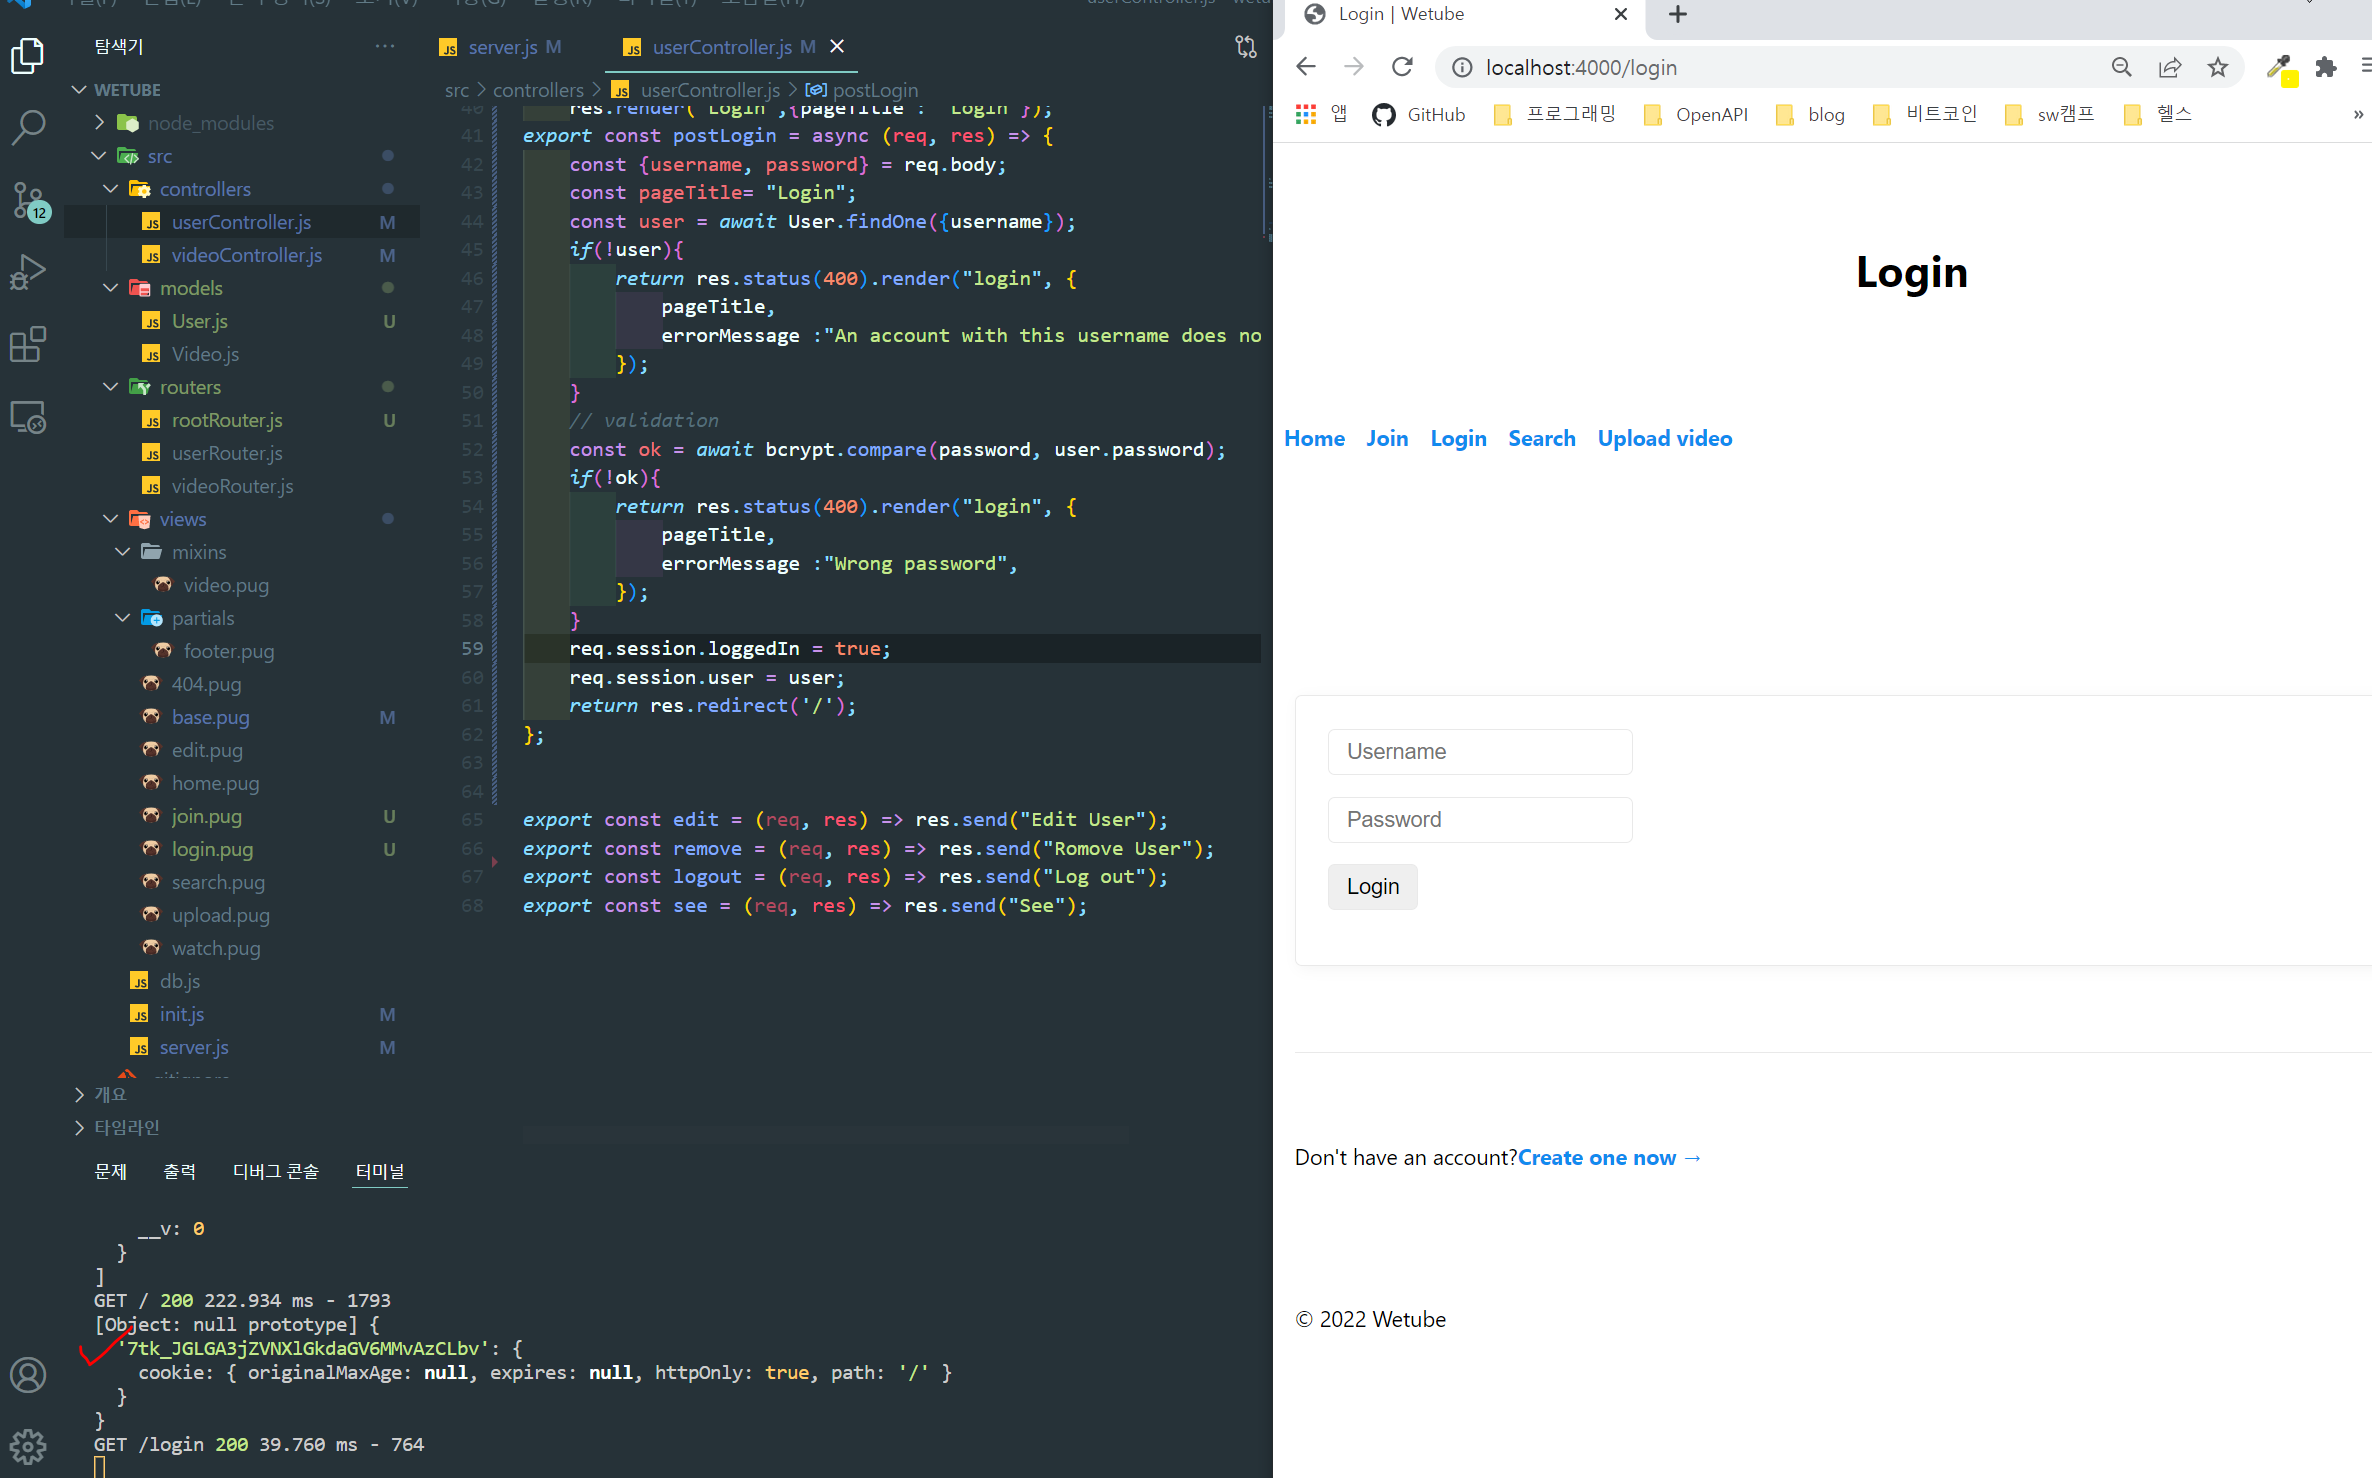 탐색기
WETUBE
node_modules
src
controllers
userController.js M
videoController.js M
models
User.js U
Video.js
routers
rootRouter.js U
userRouter.js
videoRouter.js
views
mixins
video.pug
partials
footer.pug
404.pug
base.pug M
edit.pug
home.pug
join.pug U
login.pug U
search.pug
upload.pug
watch.pug
db.js
init.js M
server.js M
개요
타임라인
12
server.js M userController.js M
src > controllers > userController.js > postLogin
40 res.render("Login",{pageTitle : "Login"});
41 export const postLogin = async (req, res) => {
42 const {username, password} = req.body;
43 const pageTitle= "Login";
44 const user = await User.findOne({username});
45 if(!user){
46 return res.status(400).render("login", {
47 pageTitle,
48 errorMessage :"An account with this username does no
49 });
50 }
51 // validation
52 const ok = await bcrypt.compare(password, user.password);
53 if(!ok){
54 return res.status(400).render("login", {
55 pageTitle,
56 errorMessage :"Wrong password",
57 });
58 }
59 req.session.loggedIn = true;
60 req.session.user = user;
61 return res.redirect('/');
62 };
63
64
65 export const edit = (req, res) => res.send("Edit User");
66 export const remove = (req, res) => res.send("Romove User");
67 export const logout = (req, res) => res.send("Log out");
68 export const see = (req, res) => res.send("See");
문제 출력 디버그 콘솔 터미널
__v: 0
}
]
GET / 200 222.934 ms - 1793
[Object: null prototype] {
'7tk_JGLGA3jZVNXlGkdaGV6MMvAzCLbv': {
cookie: { originalMaxAge: null, expires: null, httpOnly: true, path: '/' }
}
}
GET /login 200 39.760 ms - 764
Login | Wetube
localhost:4000/login
앱 GitHub 프로그래밍 OpenAPI blog 비트코인 sw캠프 헬스 »
Login
Home Join Login Search Upload video
Username
Password
Login
Don't have an account?Create one now →
© 2022 Wetube